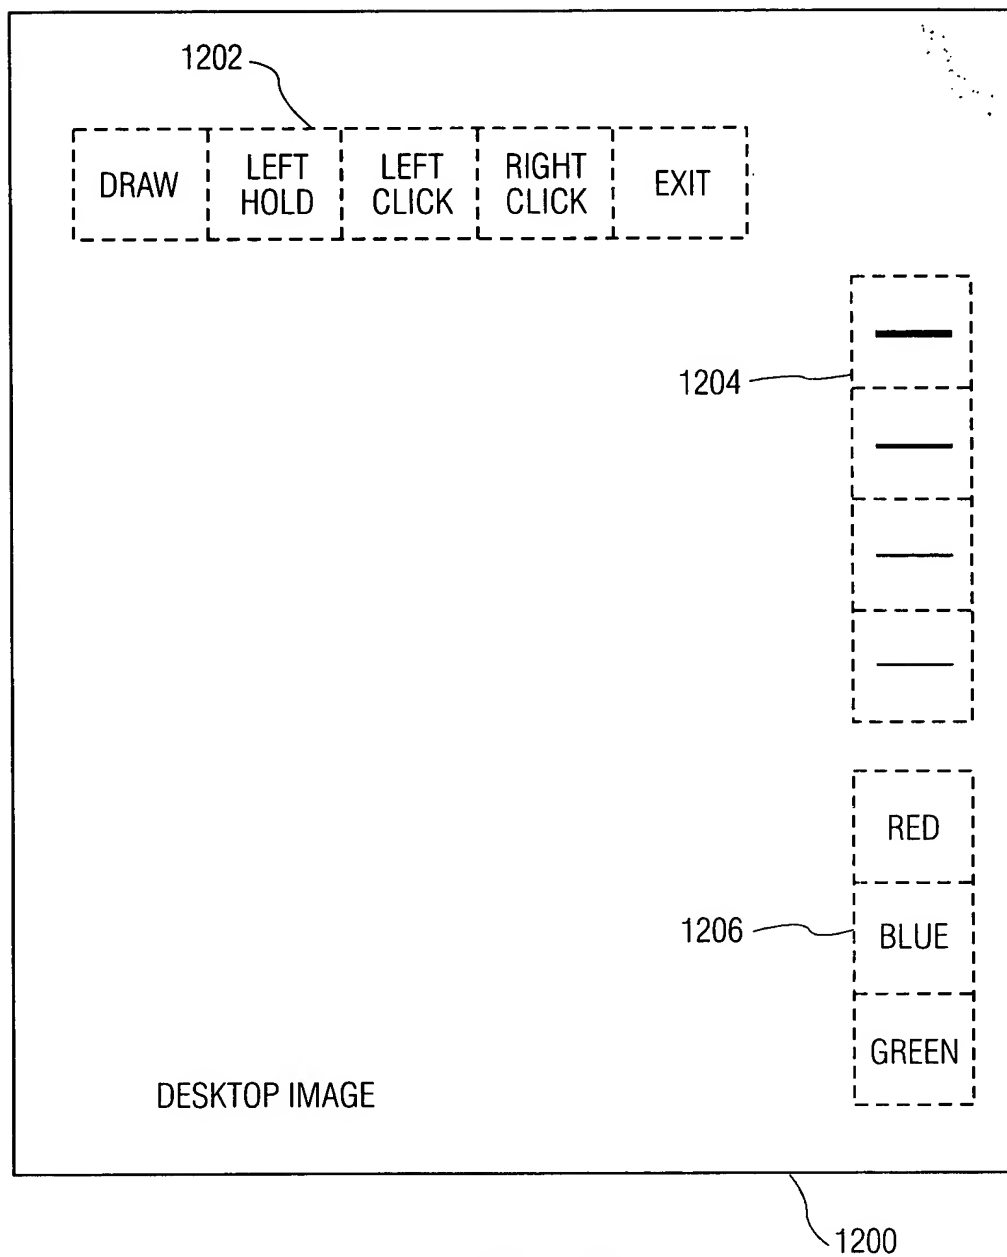 1202
DRAW
LEFT
HOLD
LEFT
CLICK
RIGHT
CLICK
EXIT
1204
RED
1206
BLUE
GREEN
DESKTOP IMAGE
1200